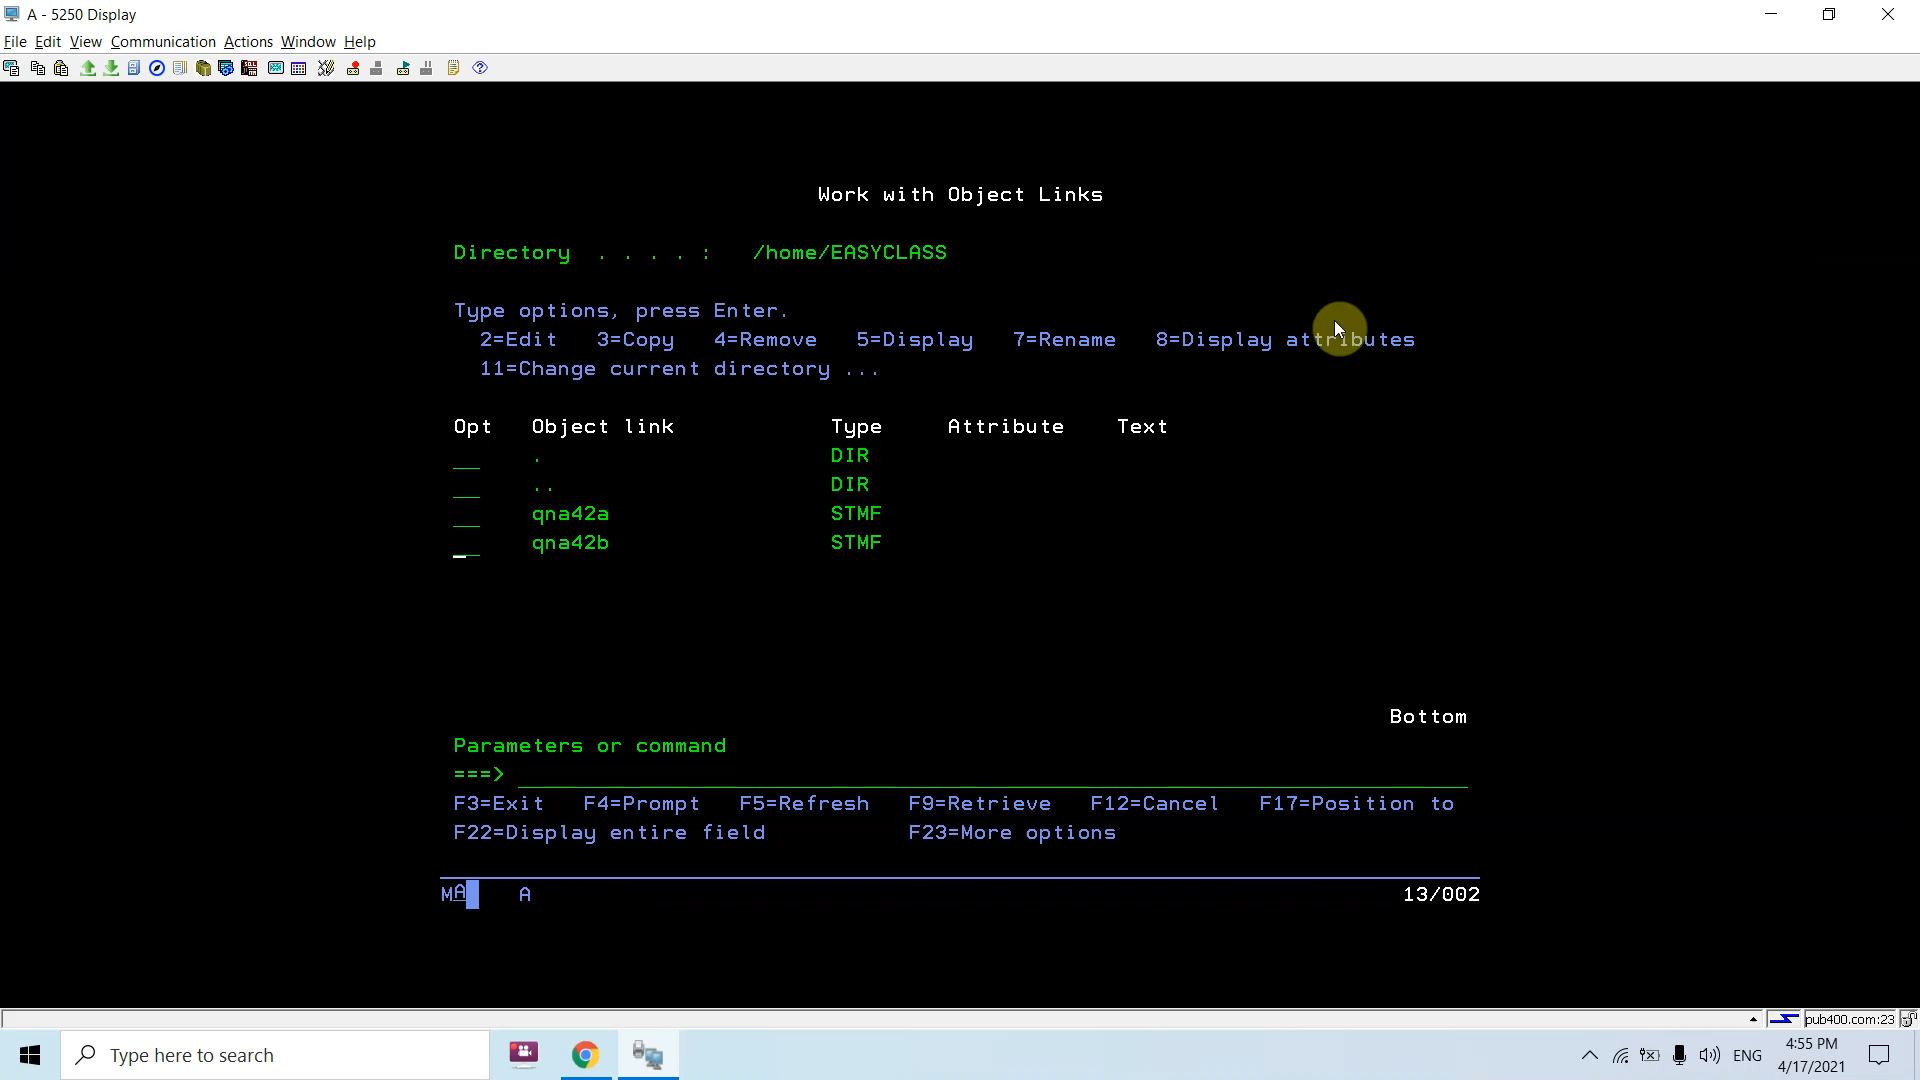 A - 5250 Display
File Edit View Communication Actions Window Help
Work with Object Links
Directory . . . . : /home/EASYCLASS
Type options, press Enter.
2=Edit 3=Copy 4=Remove 5=Display 7=Rename 8=Display attributes
11=Change current directory ...
Opt Object link Type Attribute Text
___ . DIR
___ .. DIR
___ qna42a STMF
___ qna42b STMF
Bottom
Parameters or command
===>
F3=Exit F4=Prompt F5=Refresh F9=Retrieve F12=Cancel F17=Position to
F22=Display entire field F23=More options
MA A 13/002
pub400.com:23
Type here to search
ENG
4:55 PM
4/17/2021